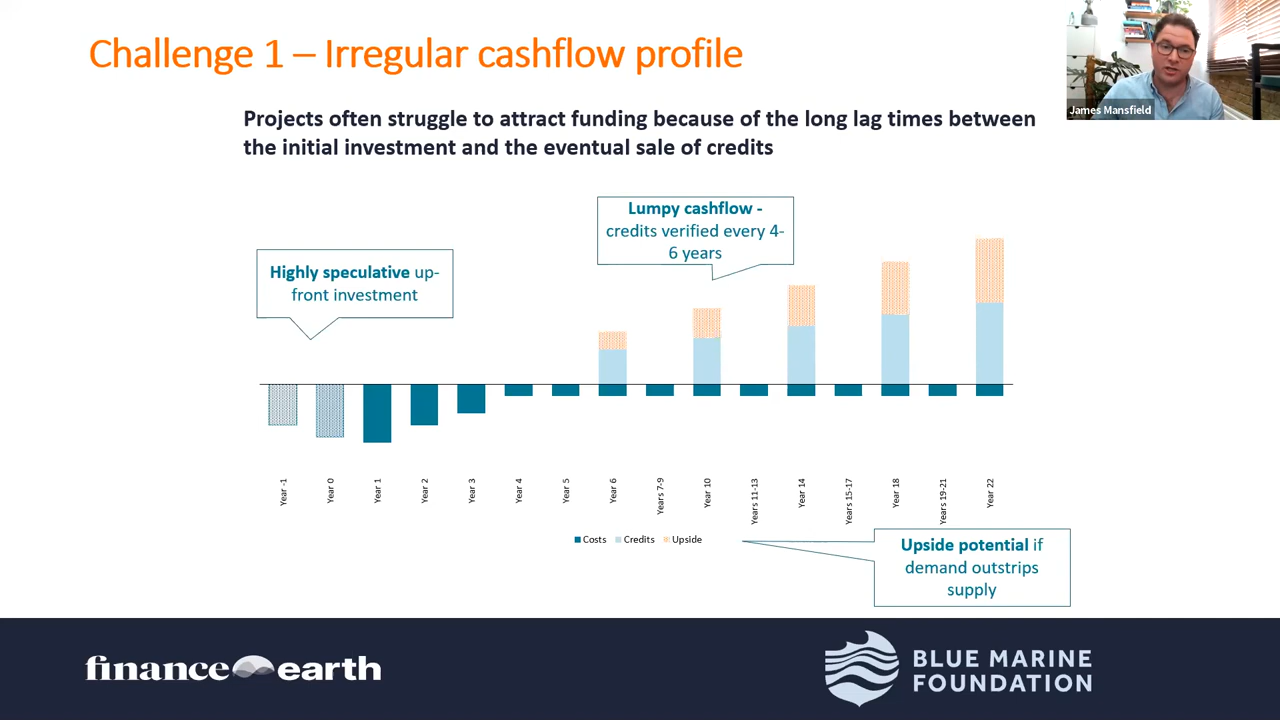 Challenge 1 – Irregular cashflow profile
James Mansfield
Projects often struggle to attract funding because of the long lag times between
the initial investment and the eventual sale of credits
Lumpy cashflow -
credits verified every 4-
6 years
Highly speculative up-
front investment
Year -1
Year 0
Year 1
Year 2
Year 3
Year 4
Year 5
Year 6
Years 7-9
Year 10
Years 11-13
Year 14
Years 15-17
Year 18
Years 19-21
Year 22
Costs Credits Upside
Upside potential if
demand outstrips
supply
finance earth
BLUE MARINE
FOUNDATION